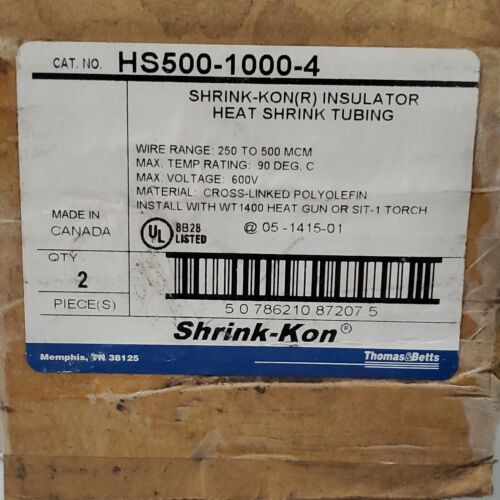 CAT. NO. HS500-1000-4
SHRINK-KON(R) INSULATOR
HEAT SHRINK TUBING
WIRE RANGE: 250 TO 500 MCM
MAX. TEMP RATING: 90 DEG. C
MAX. VOLTAGE: 600V
MATERIAL: CROSS-LINKED POLYOLEFIN
INSTALL WITH WT1400 HEAT GUN OR SIT-1 TORCH
MADE IN
CANADA
UL 8B28
LISTED
@ 05-1415-01
QTY
2
PIECE(S)
5 0 786210 87207 5
Shrink-Kon®
Memphis, TN 38125
Thomas&Betts